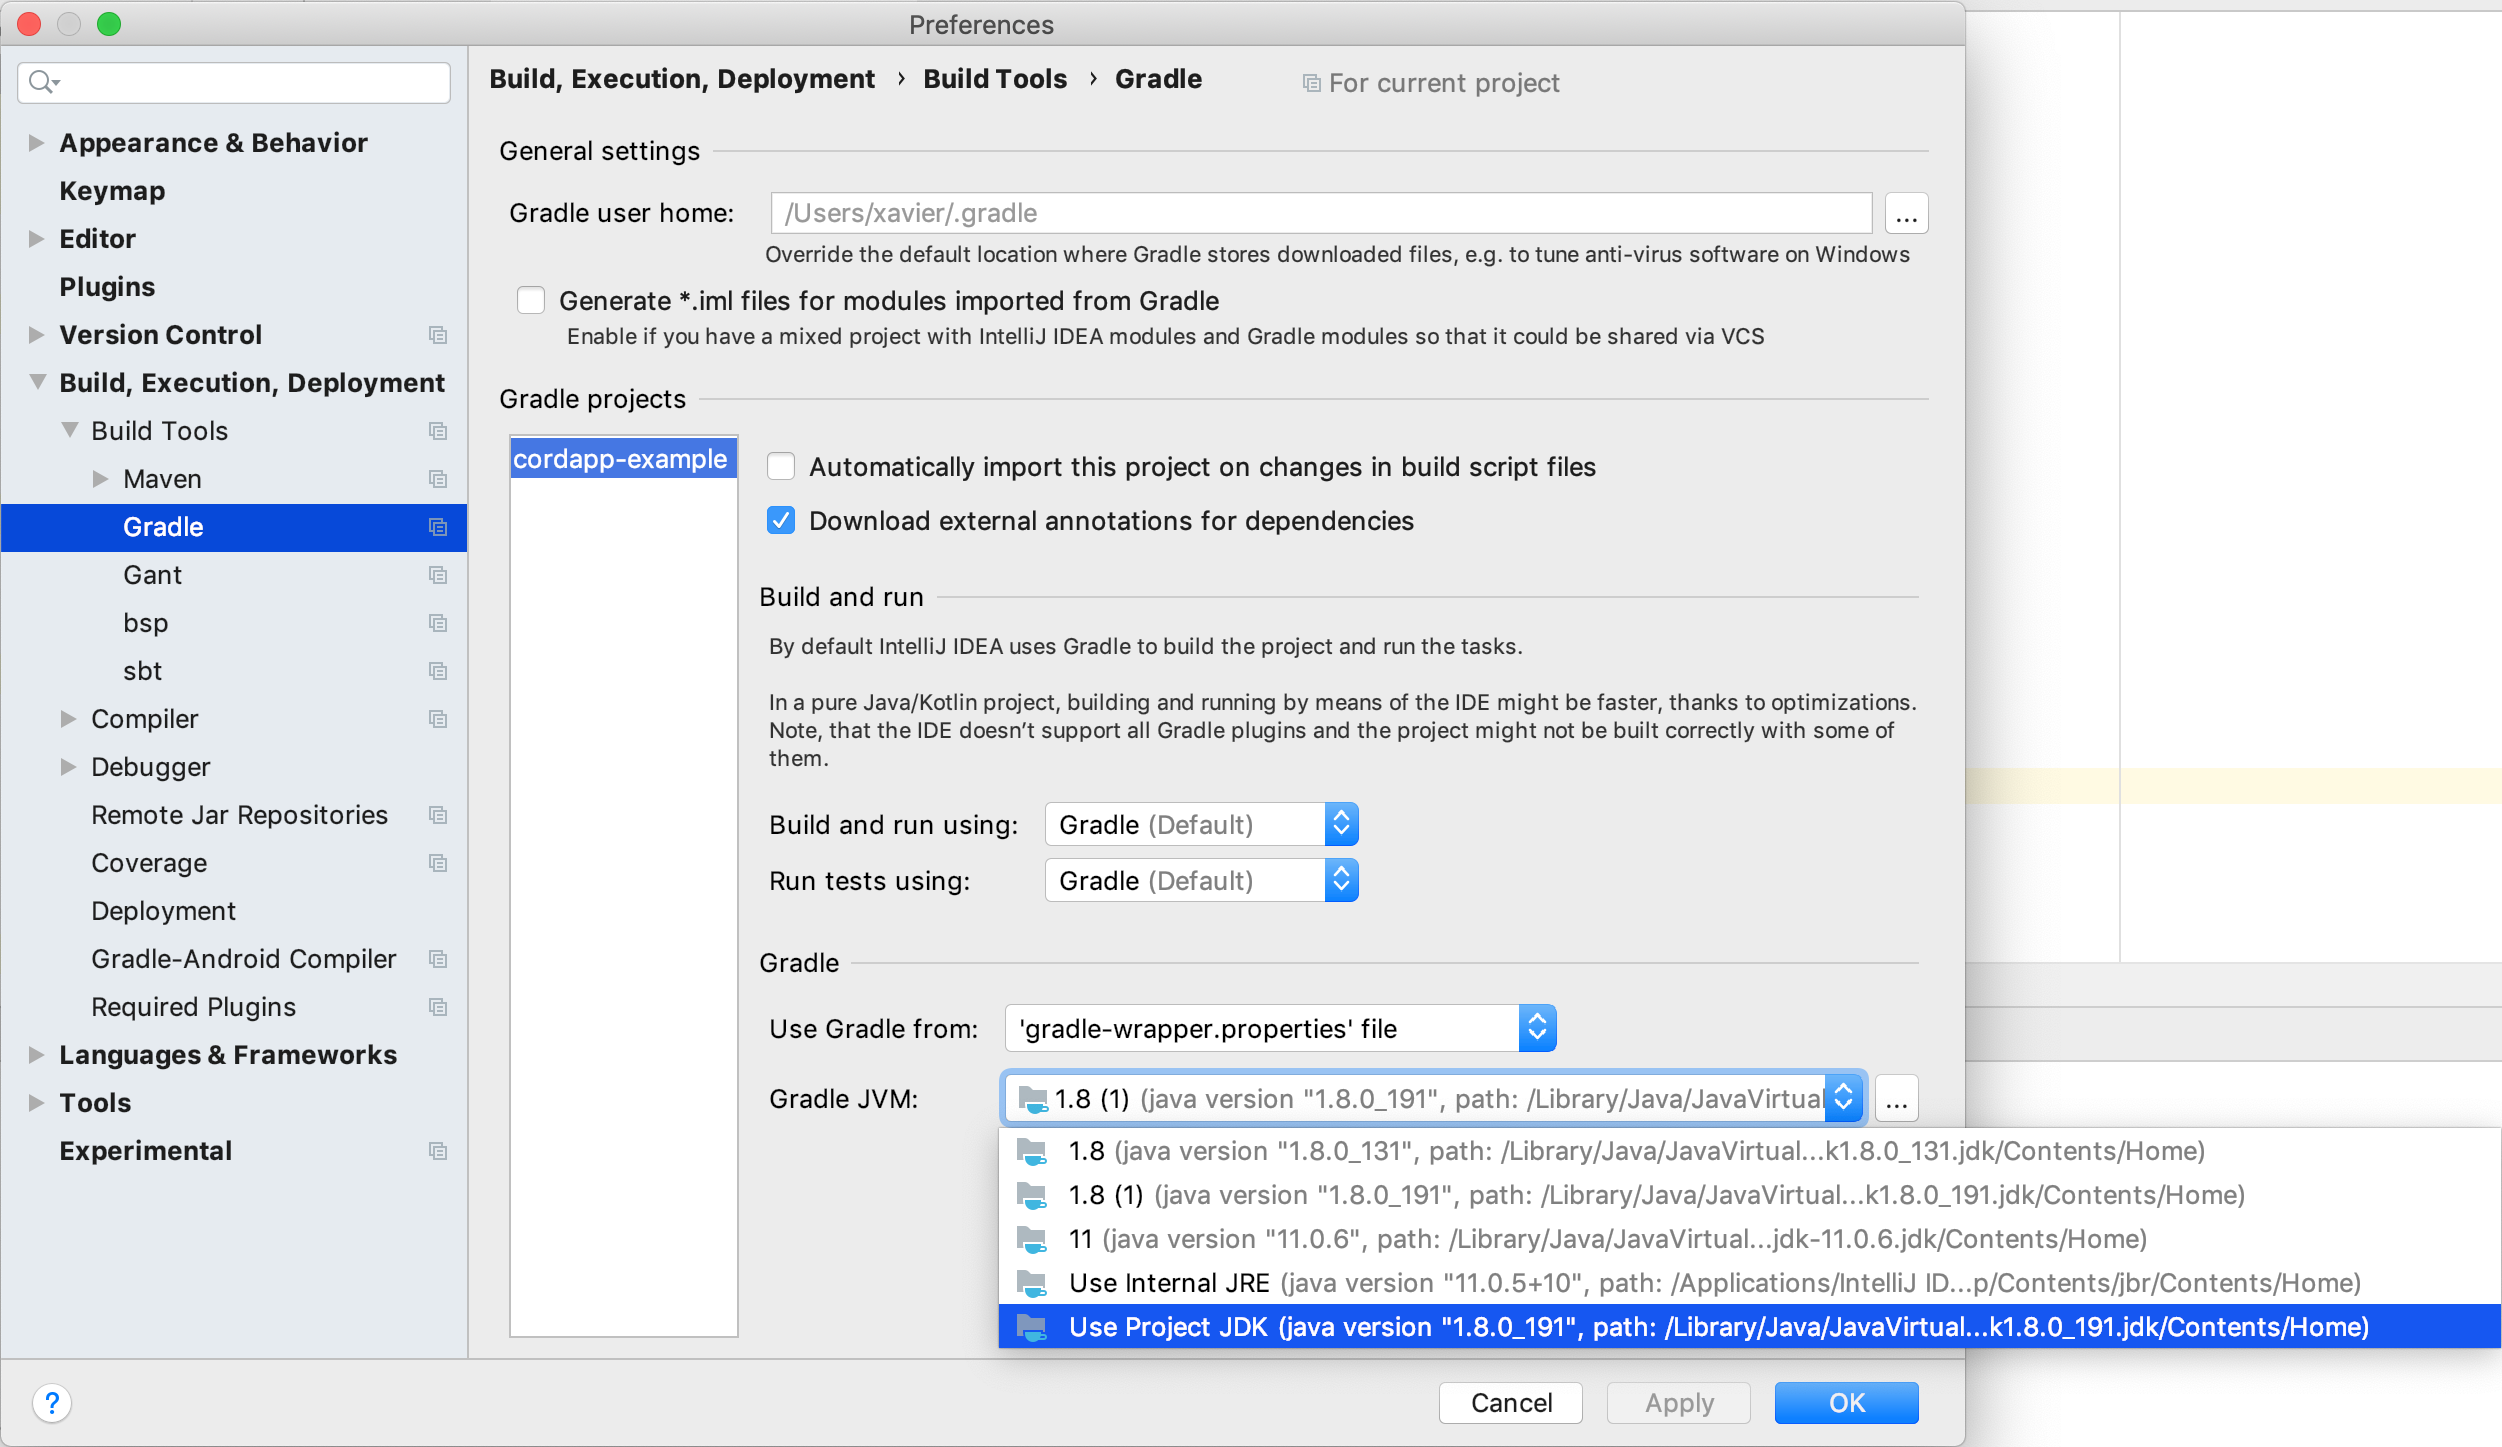 Preferences
Appearance & Behavior
Keymap
Editor
Plugins
Version Control
Build, Execution, Deployment
Build Tools
Maven
Gradle
Gant
bsp
sbt
Compiler
Debugger
Remote Jar Repositories
Coverage
Deployment
Gradle-Android Compiler
Required Plugins
Languages & Frameworks
Tools
Experimental
Build, Execution, Deployment › Build Tools › Gradle For current project
General settings
Gradle user home: /Users/xavier/.gradle ...
Override the default location where Gradle stores downloaded files, e.g. to tune anti-virus software on Windows
Generate *.iml files for modules imported from Gradle
Enable if you have a mixed project with IntelliJ IDEA modules and Gradle modules so that it could be shared via VCS
Gradle projects
cordapp-example
Automatically import this project on changes in build script files
Download external annotations for dependencies
Build and run
By default IntelliJ IDEA uses Gradle to build the project and run the tasks.
In a pure Java/Kotlin project, building and running by means of the IDE might be faster, thanks to optimizations.
Note, that the IDE doesn't support all Gradle plugins and the project might not be built correctly with some of
them.
Build and run using: Gradle (Default)
Run tests using: Gradle (Default)
Gradle
Use Gradle from: 'gradle-wrapper.properties' file
Gradle JVM: 1.8 (1) (java version "1.8.0_191", path: /Library/Java/JavaVirtual ...
1.8 (java version "1.8.0_131", path: /Library/Java/JavaVirtual...k1.8.0_131.jdk/Contents/Home)
1.8 (1) (java version "1.8.0_191", path: /Library/Java/JavaVirtual...k1.8.0_191.jdk/Contents/Home)
11 (java version "11.0.6", path: /Library/Java/JavaVirtual...jdk-11.0.6.jdk/Contents/Home)
Use Internal JRE (java version "11.0.5+10", path: /Applications/IntelliJ ID...p/Contents/jbr/Contents/Home)
Use Project JDK (java version "1.8.0_191", path: /Library/Java/JavaVirtual...k1.8.0_191.jdk/Contents/Home)
? Cancel Apply OK